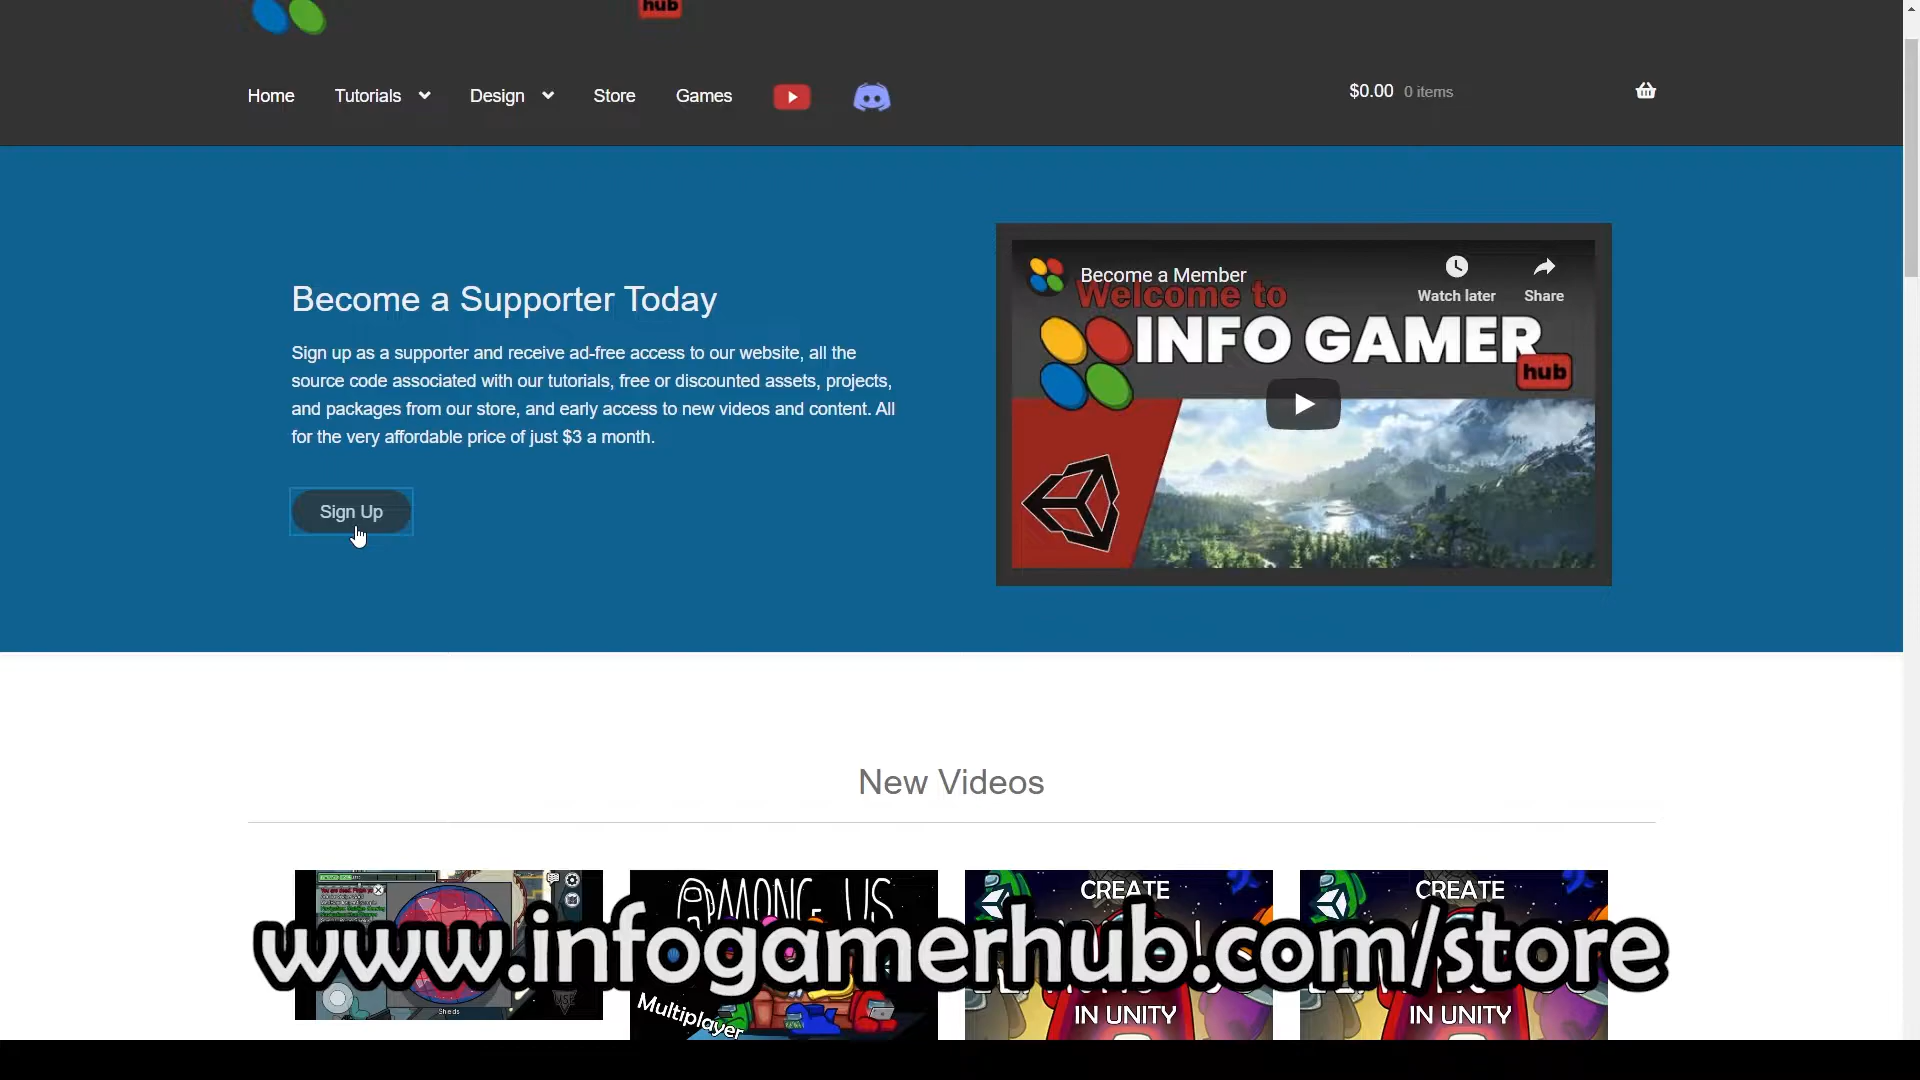 hub
Home Tutorials Design Store Games $0.00 0 items
Become a Supporter Today
Sign up as a supporter and receive ad-free access to our website, all the
source code associated with our tutorials, free or discounted assets, projects,
and packages from our store, and early access to new videos and content. All
for the very affordable price of just $3 a month.
Sign Up
Become a Member
Watch later Share
Welcome to
INFO GAMER
hub
New Videos
AMONG US
CREATE
CREATE
www.infogamerhub.com/store
Multiplayer
IN UNITY
IN UNITY
USE
Sheds